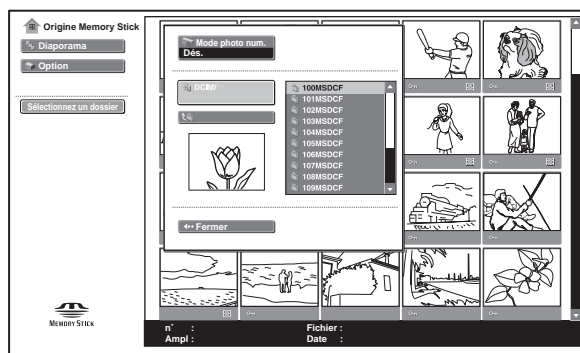 Origine Memory Stick
Diaporama
Option
Sélectionnez un dossier
Mode photo num.
Dés.
100MSDCF
101MSDCF
102MSDCF
103MSDCF
104MSDCF
105MSDCF
106MSDCF
107MSDCF
108MSDCF
109MSDCF
Fermer
MEMORY STICK
n° :
Fichier :
Ampl :
Date :